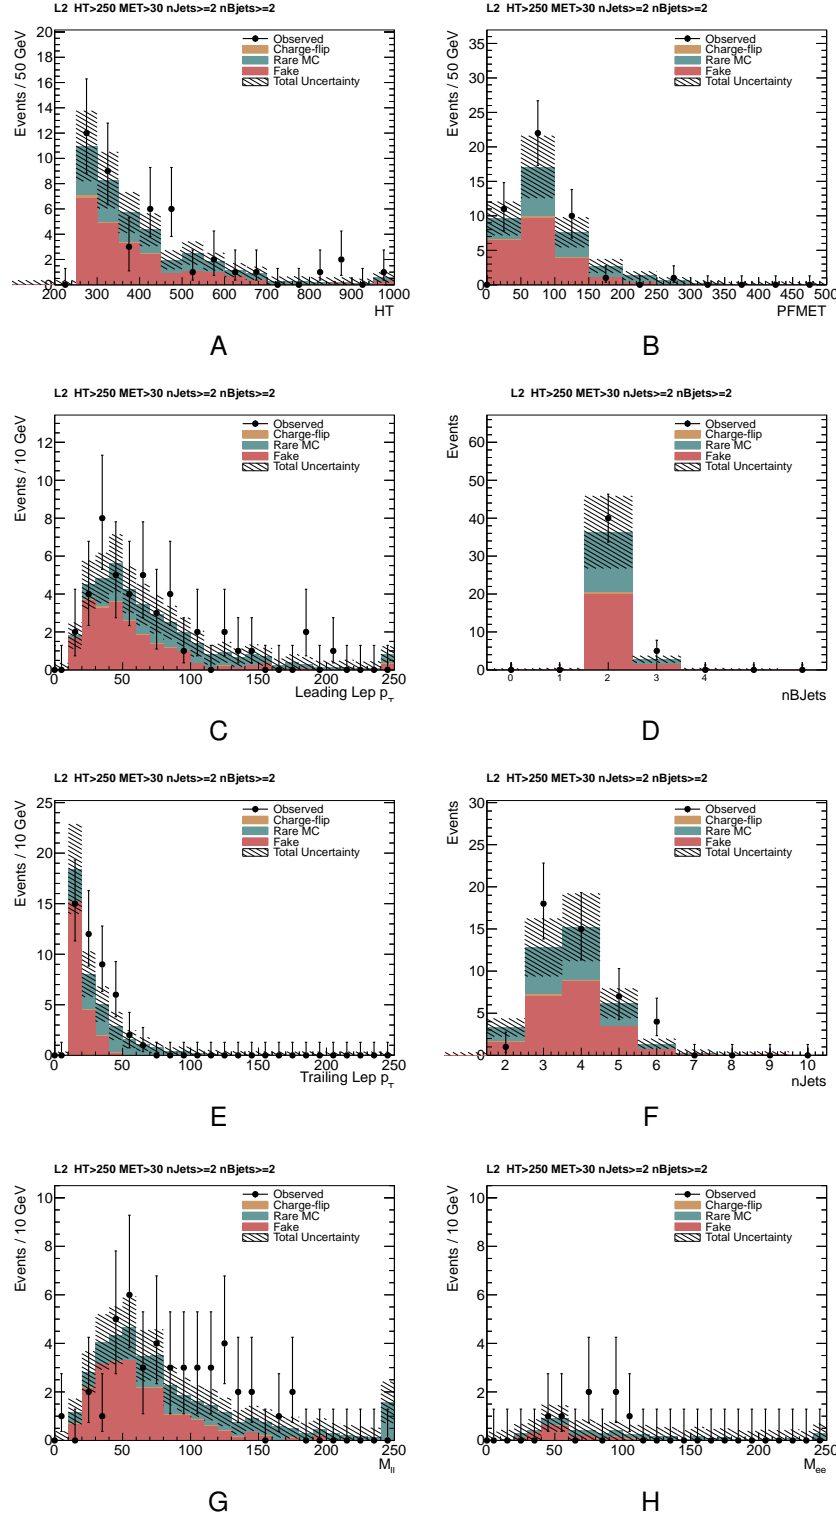 L2 HT>250 MET>30 nJets>=2 nBjets>=2
Events / 50 GeV
20
18
16
14
12
10
8
6
4
2
0
Observed
Charge-flip
Rare MC
Fake
Total Uncertainty
200 300 400 500 600 700 800 900 1000
HT
A
L2 HT>250 MET>30 nJets>=2 nBjets>=2
Events / 50 GeV
35
30
25
20
15
10
5
0
Observed
Charge-flip
Rare MC
Fake
Total Uncertainty
0 50 100 150 200 250 300 350 400 450 500
PFMET
B
L2 HT>250 MET>30 nJets>=2 nBjets>=2
Events / 10 GeV
12
10
8
6
4
2
0
Observed
Charge-flip
Rare MC
Fake
Total Uncertainty
0 50 100 150 200 250
Leading Lep p_T
C
L2 HT>250 MET>30 nJets>=2 nBjets>=2
Events
60
50
40
30
20
10
0
Observed
Charge-flip
Rare MC
Fake
Total Uncertainty
0 1 2 3 4
nBJets
D
L2 HT>250 MET>30 nJets>=2 nBjets>=2
Events / 10 GeV
25
20
15
10
5
0
Observed
Charge-flip
Rare MC
Fake
Total Uncertainty
0 50 100 150 200 250
Trailing Lep p_T
E
L2 HT>250 MET>30 nJets>=2 nBjets>=2
Events
30
25
20
15
10
5
0
Observed
Charge-flip
Rare MC
Fake
Total Uncertainty
2 3 4 5 6 7 8 9 10
nJets
F
L2 HT>250 MET>30 nJets>=2 nBjets>=2
Events / 10 GeV
10
8
6
4
2
0
Observed
Charge-flip
Rare MC
Fake
Total Uncertainty
0 50 100 150 200 250
M_ll
G
L2 HT>250 MET>30 nJets>=2 nBjets>=2
Events / 10 GeV
10
8
6
4
2
0
Observed
Charge-flip
Rare MC
Fake
Total Uncertainty
0 50 100 150 200 250
M_ee
H